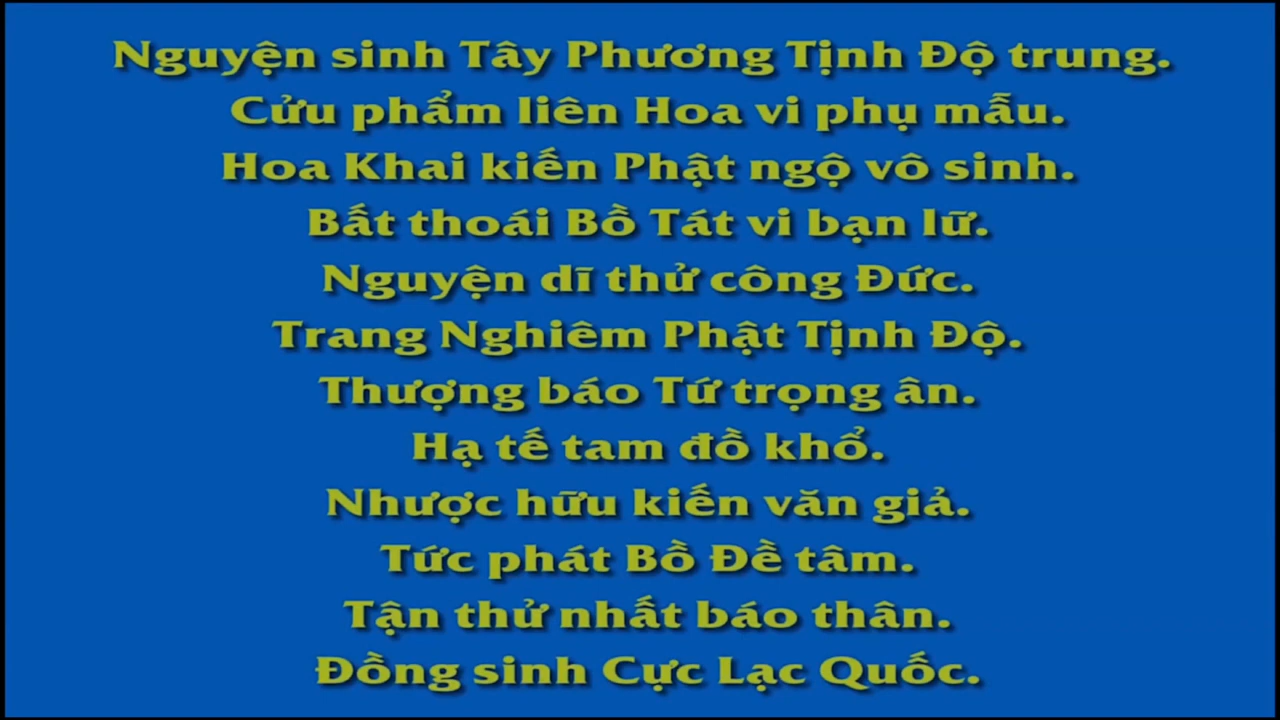 Nguyện sinh Tây Phương Tịnh Độ trung.
Cửu phẩm liên Hoa vi phụ mẫu.
Hoa Khai kiến Phật ngộ vô sinh.
Bất thoái Bồ Tát vi bạn lữ.
Nguyện dĩ thử công Đức.
Trang Nghiêm Phật Tịnh Độ.
Thượng báo Tứ trọng ân.
Hạ tế tam đồ khổ.
Nhược hữu kiến văn giả.
Tức phát Bồ Đề tâm.
Tận thử nhất báo thân.
Đồng sinh Cực Lạc Quốc.